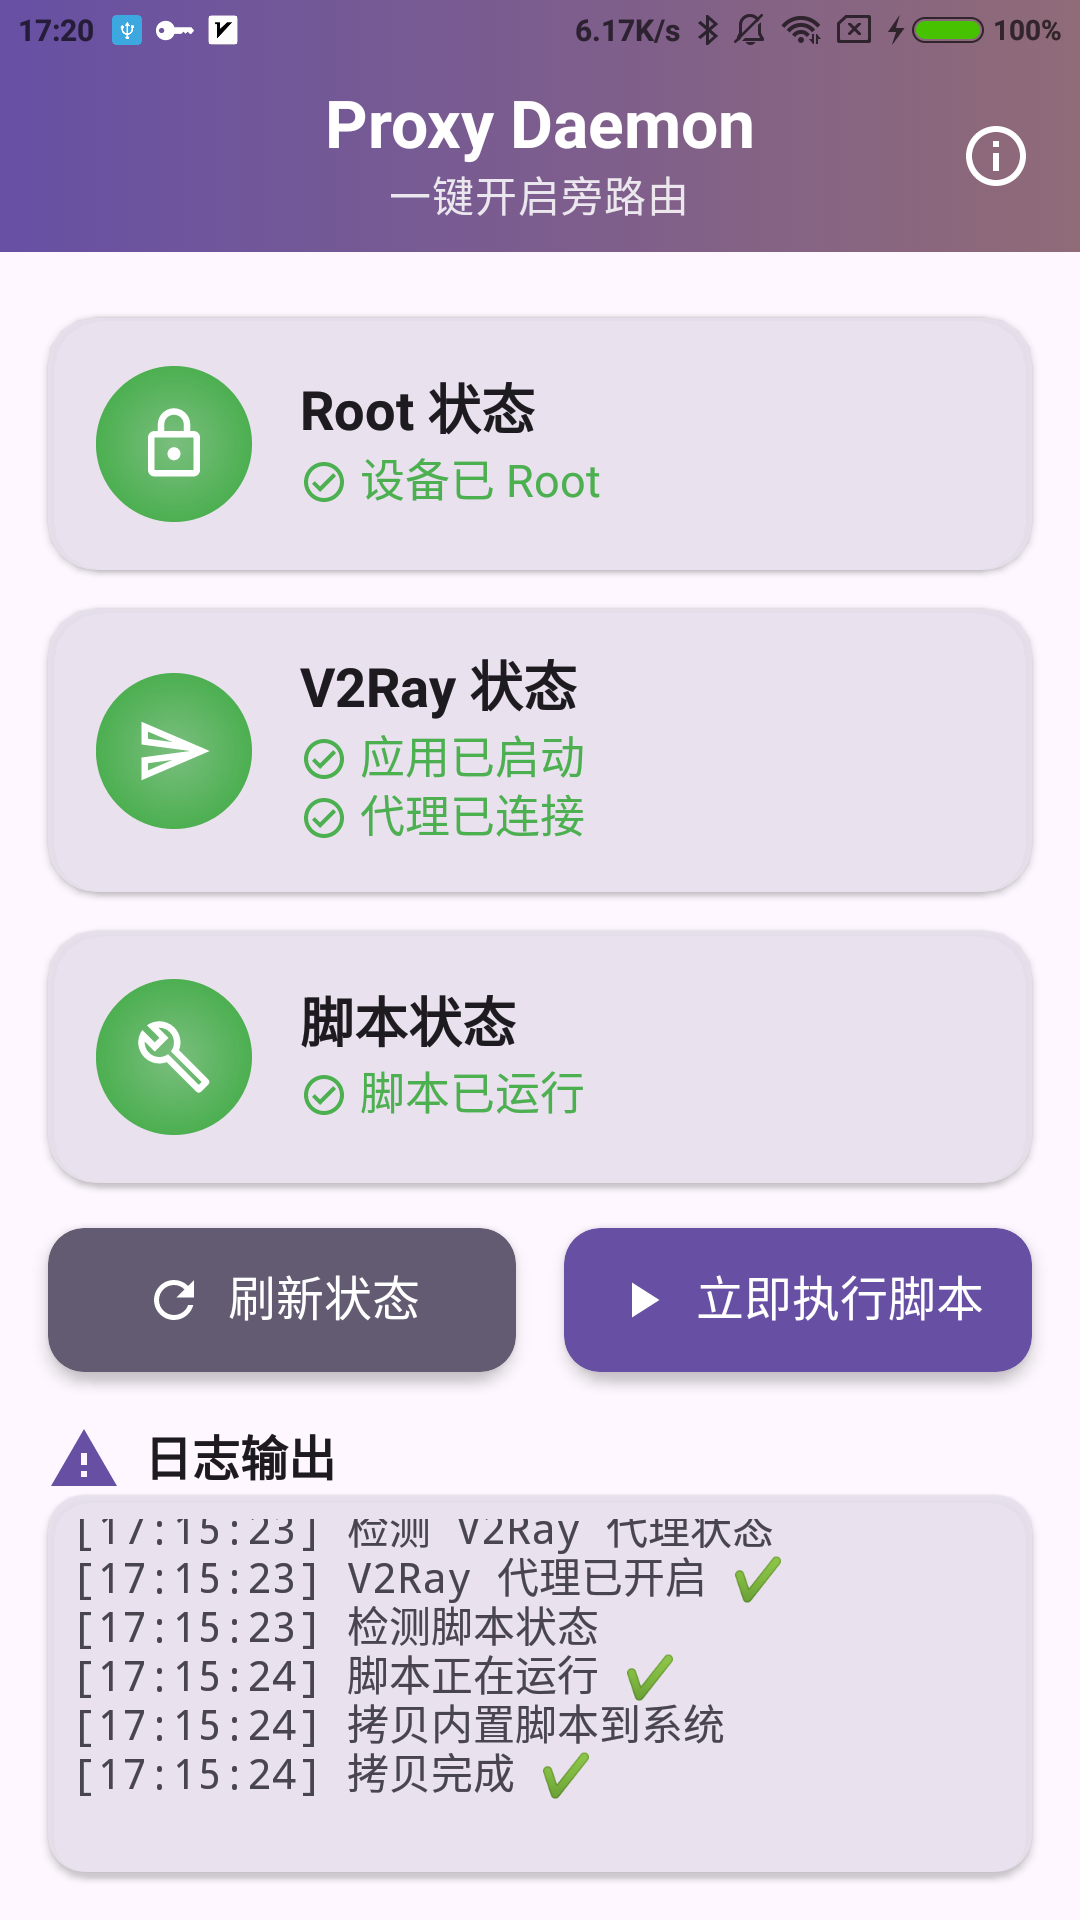 17:20 6.17K/s 100%
Proxy Daemon
一键开启旁路由
Root 状态
设备已 Root
V2Ray 状态
应用已启动
代理已连接
脚本状态
脚本已运行
刷新状态 立即执行脚本
日志输出
[17:15:23] 检测 V2Ray 代理状态
[17:15:23] V2Ray 代理已开启 ✔
[17:15:23] 检测脚本状态
[17:15:24] 脚本正在运行 ✔
[17:15:24] 拷贝内置脚本到系统
[17:15:24] 拷贝完成 ✔